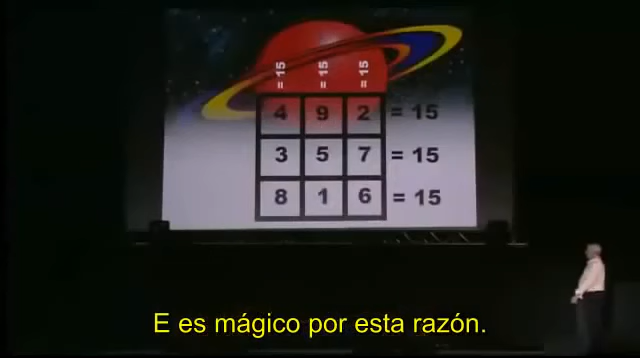 = 15 = 15 = 15
4 9 2 = 15
3 5 7 = 15
8 1 6 = 15
E es mágico por esta razón.